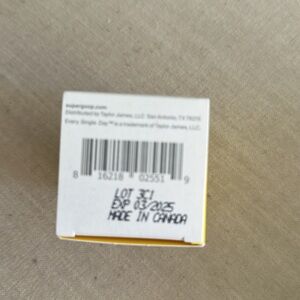 supergoop.com
Distributed by Taylor James, LLC. San Antonio, TX 78216
Every. Single. Day™ is a trademark of Taylor James, LLC.
8 16218 02551 9
LOT 3C1
EXP 03/2025
MADE IN CANADA